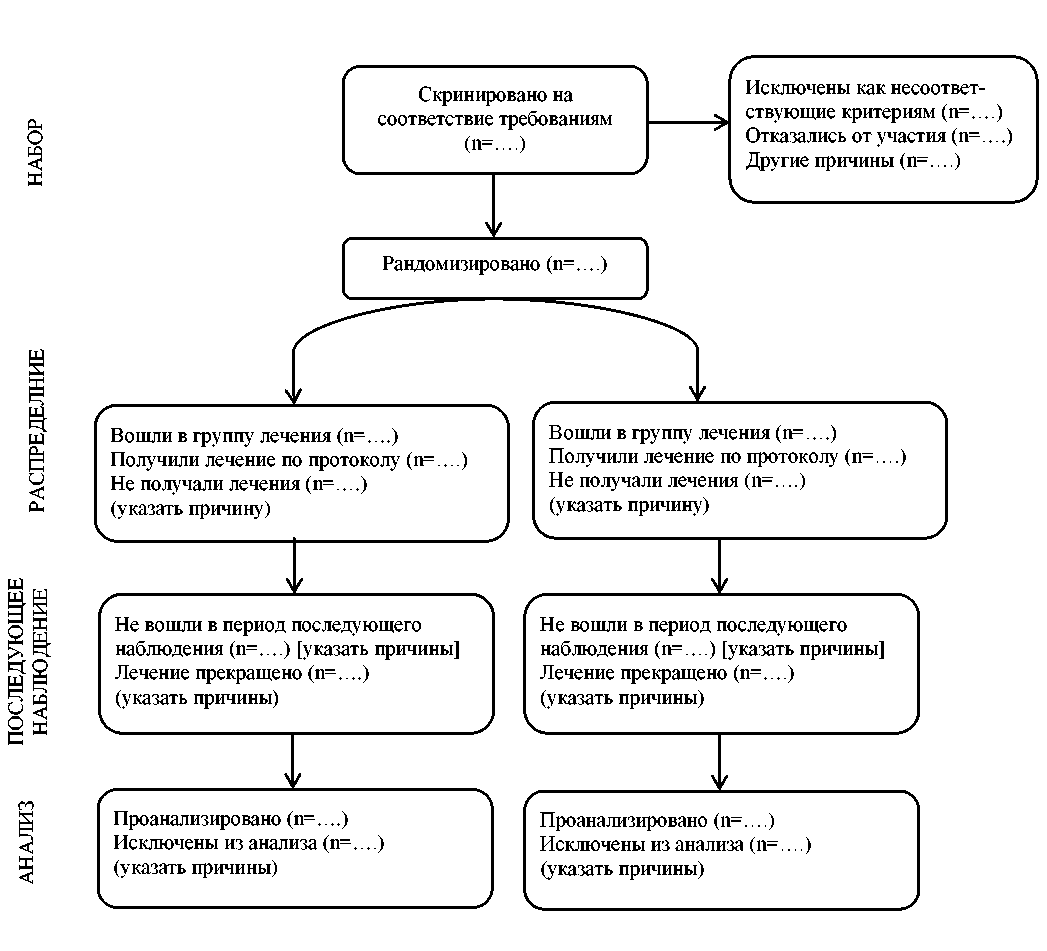 НАБОР
Скринировано на
соответствие требованиям
(n=….)
Исключены как несоответ-
ствующие критериям (n=….)
Отказались от участия (n=….)
Другие причины (n=….)
Рандомизировано (n=….)
РАСПРЕДЕЛНИЕ
Вошли в группу лечения (n=….)
Получили лечение по протоколу (n=….)
Не получали лечения (n=….)
(указать причину)
Вошли в группу лечения (n=….)
Получили лечение по протоколу (n=….)
Не получали лечения (n=….)
(указать причину)
ПОСЛЕДУЮЩЕЕ
НАБЛЮДЕНИЕ
Не вошли в период последующего
наблюдения (n=….) [указать причины]
Лечение прекращено (n=….)
(указать причины)
Не вошли в период последующего
наблюдения (n=….) [указать причины]
Лечение прекращено (n=….)
(указать причины)
АНАЛИЗ
Проанализировано (n=….)
Исключены из анализа (n=….)
(указать причины)
Проанализировано (n=….)
Исключены из анализа (n=….)
(указать причины)